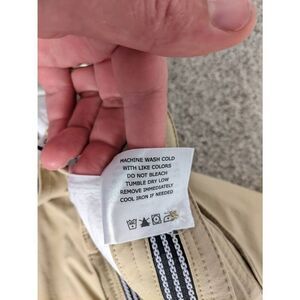 MACHINE WASH COLD
WITH LIKE COLORS
DO NOT BLEACH
TUMBLE DRY LOW
REMOVE IMMEDIATELY
COOL IRON IF NEEDED